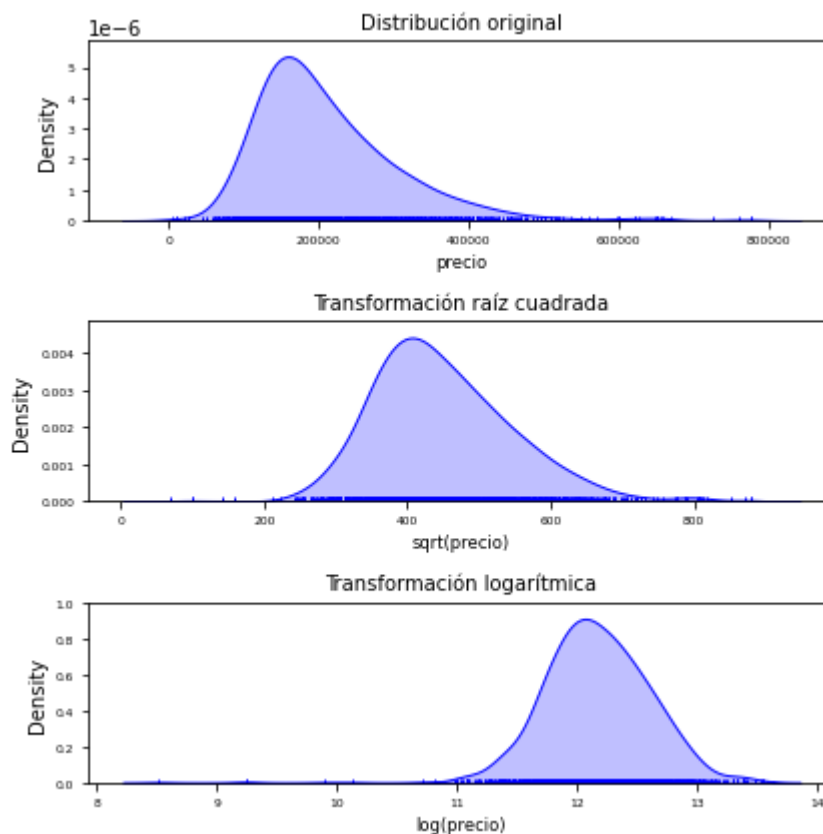 Distribución original
1e−6
Density
5
4
3
2
1
0
0 200000 400000 600000 800000
precio
Transformación raíz cuadrada
Density
0.004
0.003
0.002
0.001
0.000
0 200 400 600 800
sqrt(precio)
Transformación logarítmica
Density
1.0
0.8
0.6
0.4
0.2
0.0
8 9 10 11 12 13 14
log(precio)